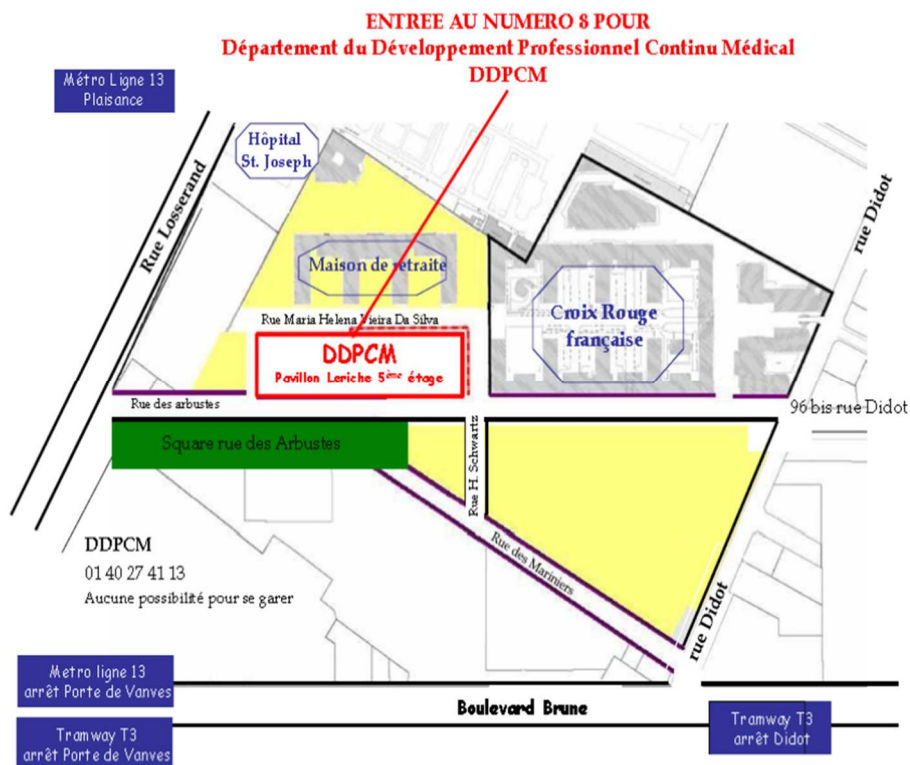 ENTREE AU NUMERO 8 POUR
Département du Développement Professionnel Continu Médical
DDPCM
Métro Ligne 13
Plaisance
Hôpital
St. Joseph
Rue Losserand
rue Didot
Maison de retraite
Croix Rouge
française
Rue Maria Helena Vieira Da Silva
DDPCM
Pavillon Leriche 5ème étage
Rue des arbustes
96 bis rue Didot
Square rue des Arbustes
Rue H. Schwartz
Rue des Mariniers
DDPCM
01 40 27 41 13
Aucune possibilité pour se garer
rue Didot
Metro ligne 13
arrêt Porte de Vanves
Boulevard Brune
Tramway T3
arrêt Porte de Vanves
Tramway T3
arrêt Didot